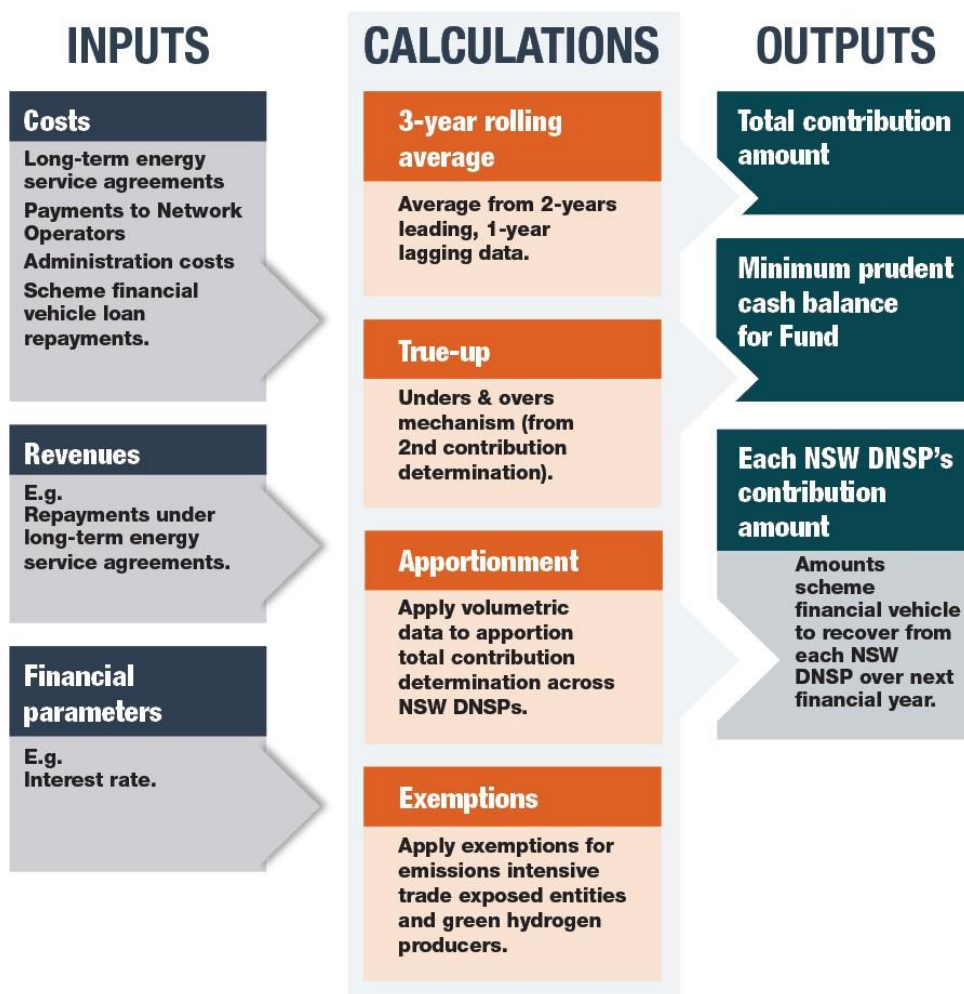 INPUTS
Costs
Long-term energy
service agreements
Payments to Network
Operators
Administration costs
Scheme financial
vehicle loan
repayments.
Revenues
E.g.
Repayments under
long-term energy
service agreements.
Financial
parameters
E.g.
Interest rate.
CALCULATIONS
3-year rolling
average
Average from 2-years
leading, 1-year
lagging data.
True-up
Unders & overs
mechanism (from
2nd contribution
determination).
Apportionment
Apply volumetric
data to apportion
total contribution
determination across
NSW DNSPs.
Exemptions
Apply exemptions for
emissions intensive
trade exposed entities
and green hydrogen
producers.
OUTPUTS
Total contribution
amount
Minimum prudent
cash balance
for Fund
Each NSW DNSP's
contribution
amount
Amounts
scheme
financial vehicle
to recover from
each NSW
DNSP over next
financial year.